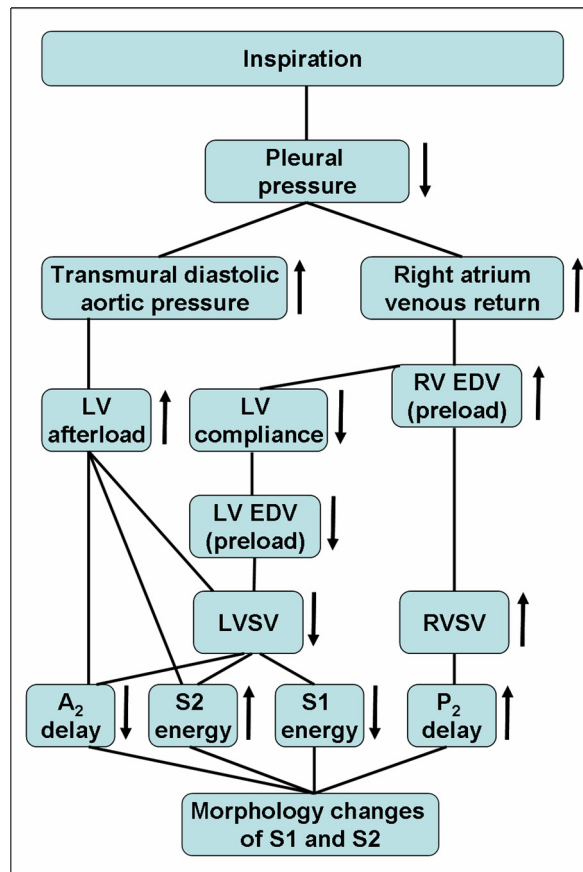 Inspiration
Pleural
pressure
Transmural diastolic
aortic pressure
Right atrium
venous return
LV
afterload
LV
compliance
RV EDV
(preload)
LV EDV
(preload)
LVSV
RVSV
A₂
delay
S2
energy
S1
energy
P₂
delay
Morphology changes
of S1 and S2